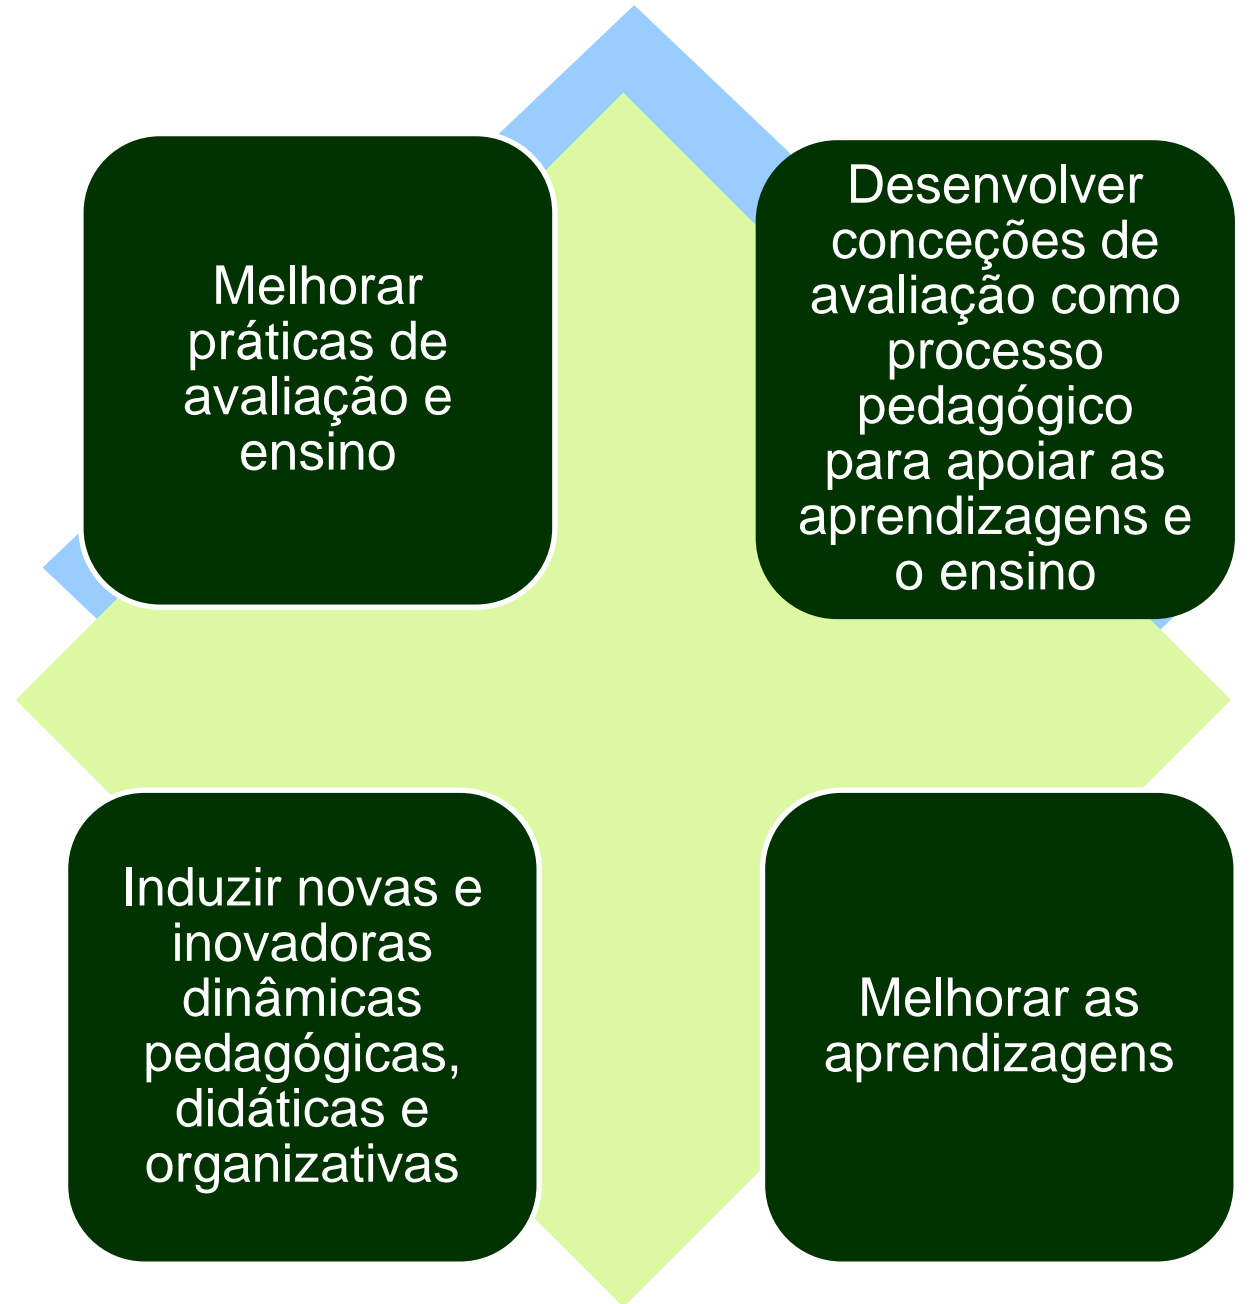 Melhorar
práticas de
avaliação e
ensino
Desenvolver
conceções de
avaliação como
processo
pedagógico
para apoiar as
aprendizagens e
o ensino
Induzir novas e
inovadoras
dinâmicas
pedagógicas,
didáticas e
organizativas
Melhorar as
aprendizagens